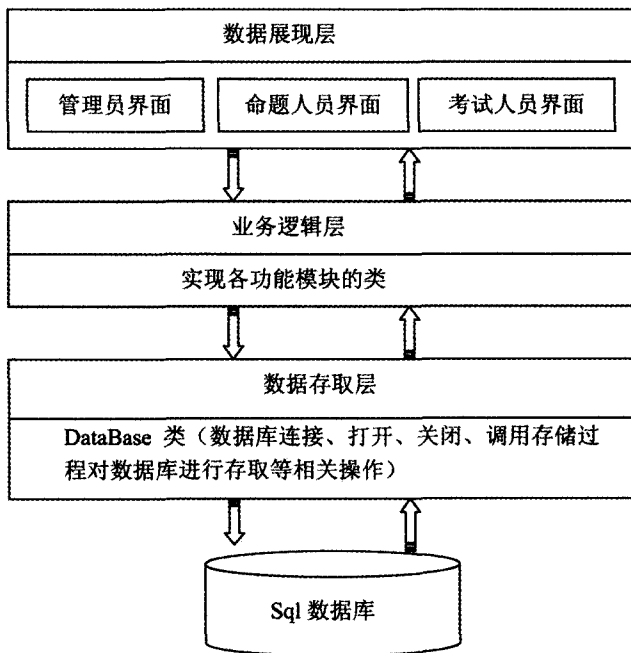 数据展现层
管理员界面 命题人员界面 考试人员界面
业务逻辑层
实现各功能模块的类
数据存取层
DataBase 类（数据库连接、打开、关闭、调用存储过
程对数据库进行存取等相关操作）
Sql 数据库